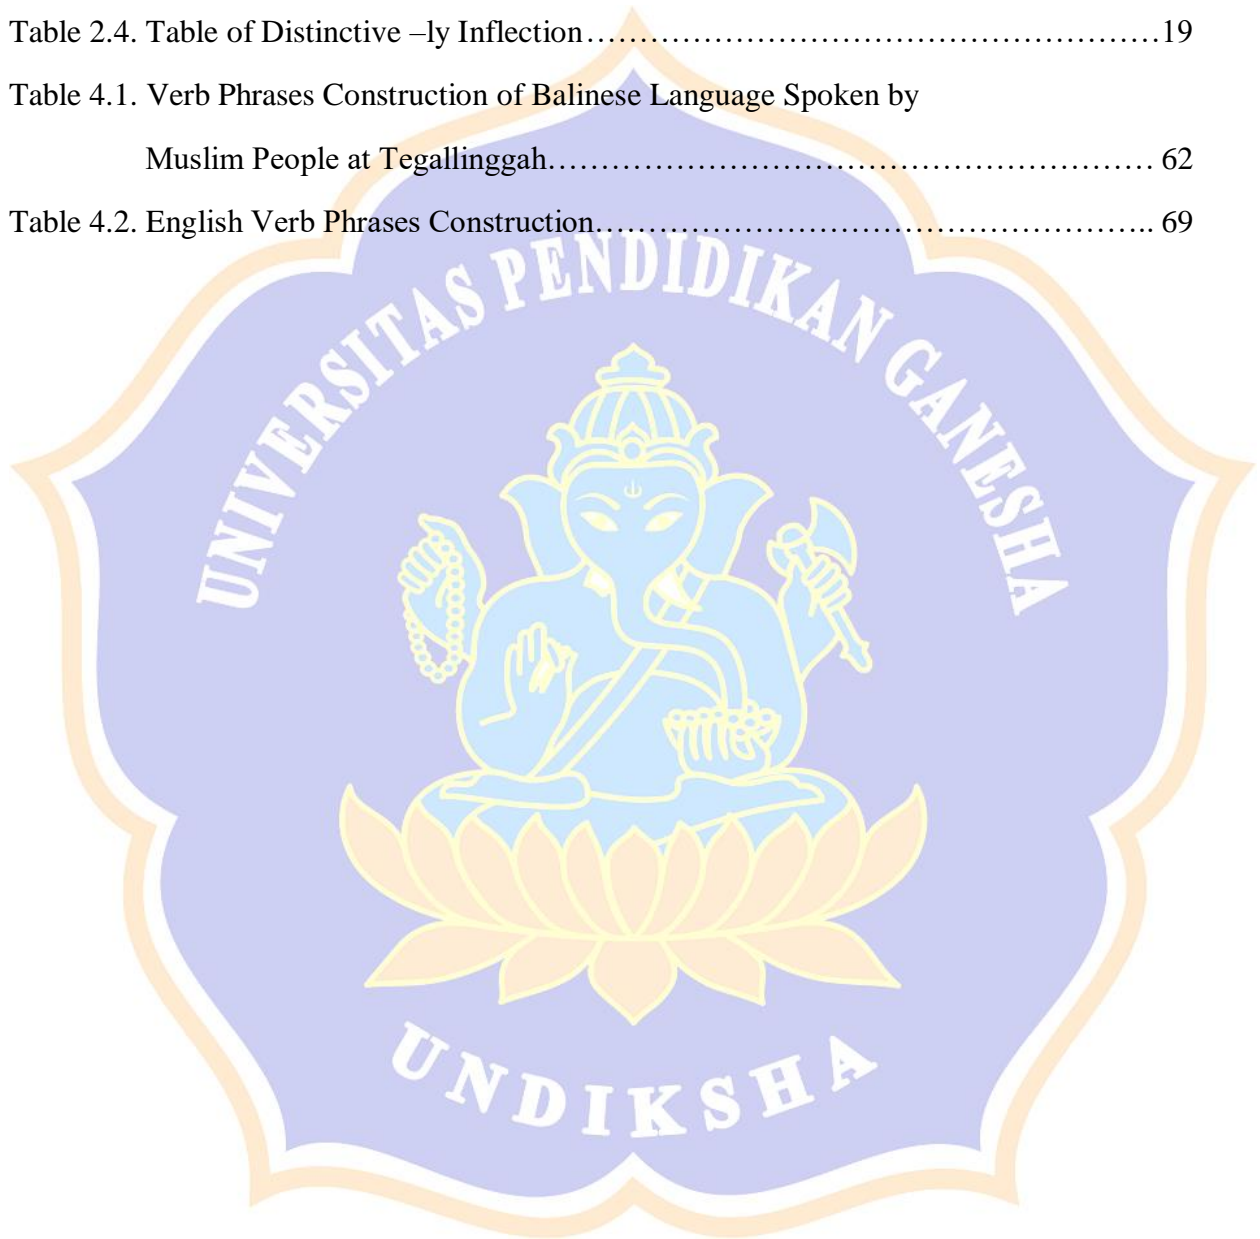 Table 2.4. Table of Distinctive –ly Inflection………………………………………………19
Table 4.1. Verb Phrases Construction of Balinese Language Spoken by
Muslim People at Tegallinggah………………………………………………… 62
Table 4.2. English Verb Phrases Construction…………………………………………….. 69
UNIVERSITAS PENDIDIKAN GANESHA
UNDIKSHA